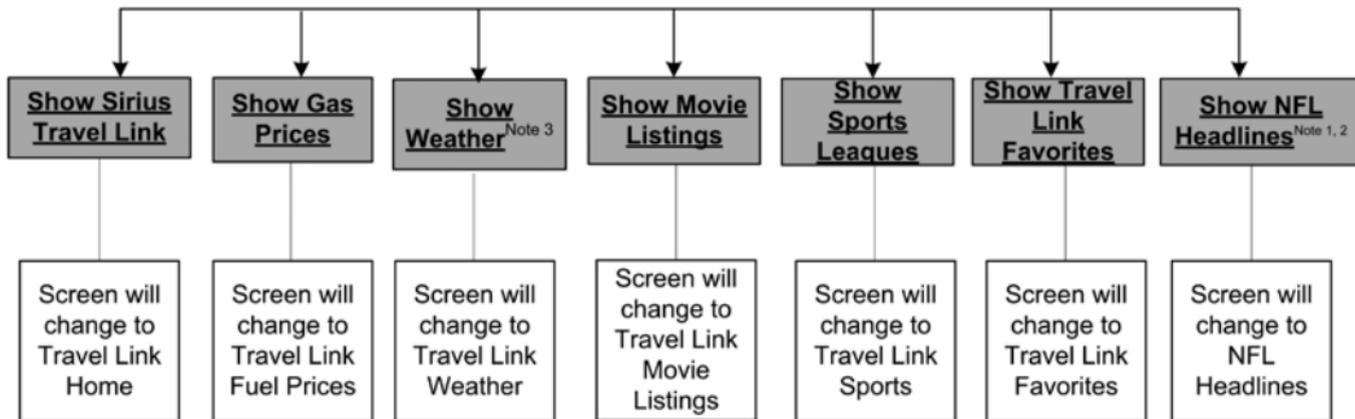 Show Sirius
Travel Link
Show Gas
Prices
Show
Weather Note 3
Show Movie
Listings
Show
Sports
Leaques
Show Travel
Link
Favorites
Show NFL
Headlines Note 1, 2
Screen will
change to
Travel Link
Home
Screen will
change to
Travel Link
Fuel Prices
Screen will
change to
Travel Link
Weather
Screen will
change to
Travel Link
Movie
Listings
Screen will
change to
Travel Link
Sports
Screen will
change to
Travel Link
Favorites
Screen will
change to
NFL
Headlines